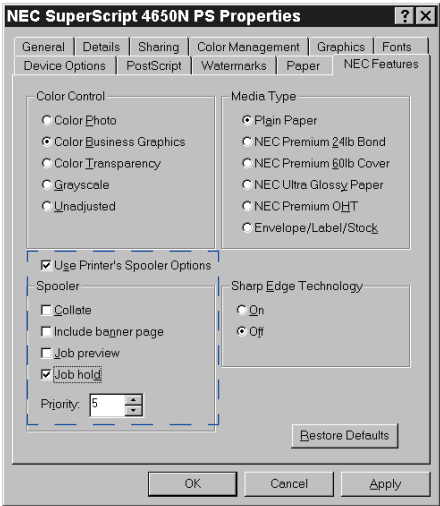 NEC SuperScript 4650N PS Properties
General Details Sharing Color Management Graphics Fonts
Device Options PostScript Watermarks Paper NEC Features
Color Control
Color Photo
Color Business Graphics
Color Transparency
Grayscale
Unadjusted
Media Type
Plain Paper
NEC Premium 24lb Bond
NEC Premium 60lb Cover
NEC Ultra Glossy Paper
NEC Premium OHT
Envelope/Label/Stock
Use Printer's Spooler Options
Spooler
Collate
Include banner page
Job preview
Job hold
Priority: 5
Sharp Edge Technology
On
Off
Restore Defaults
OK Cancel Apply